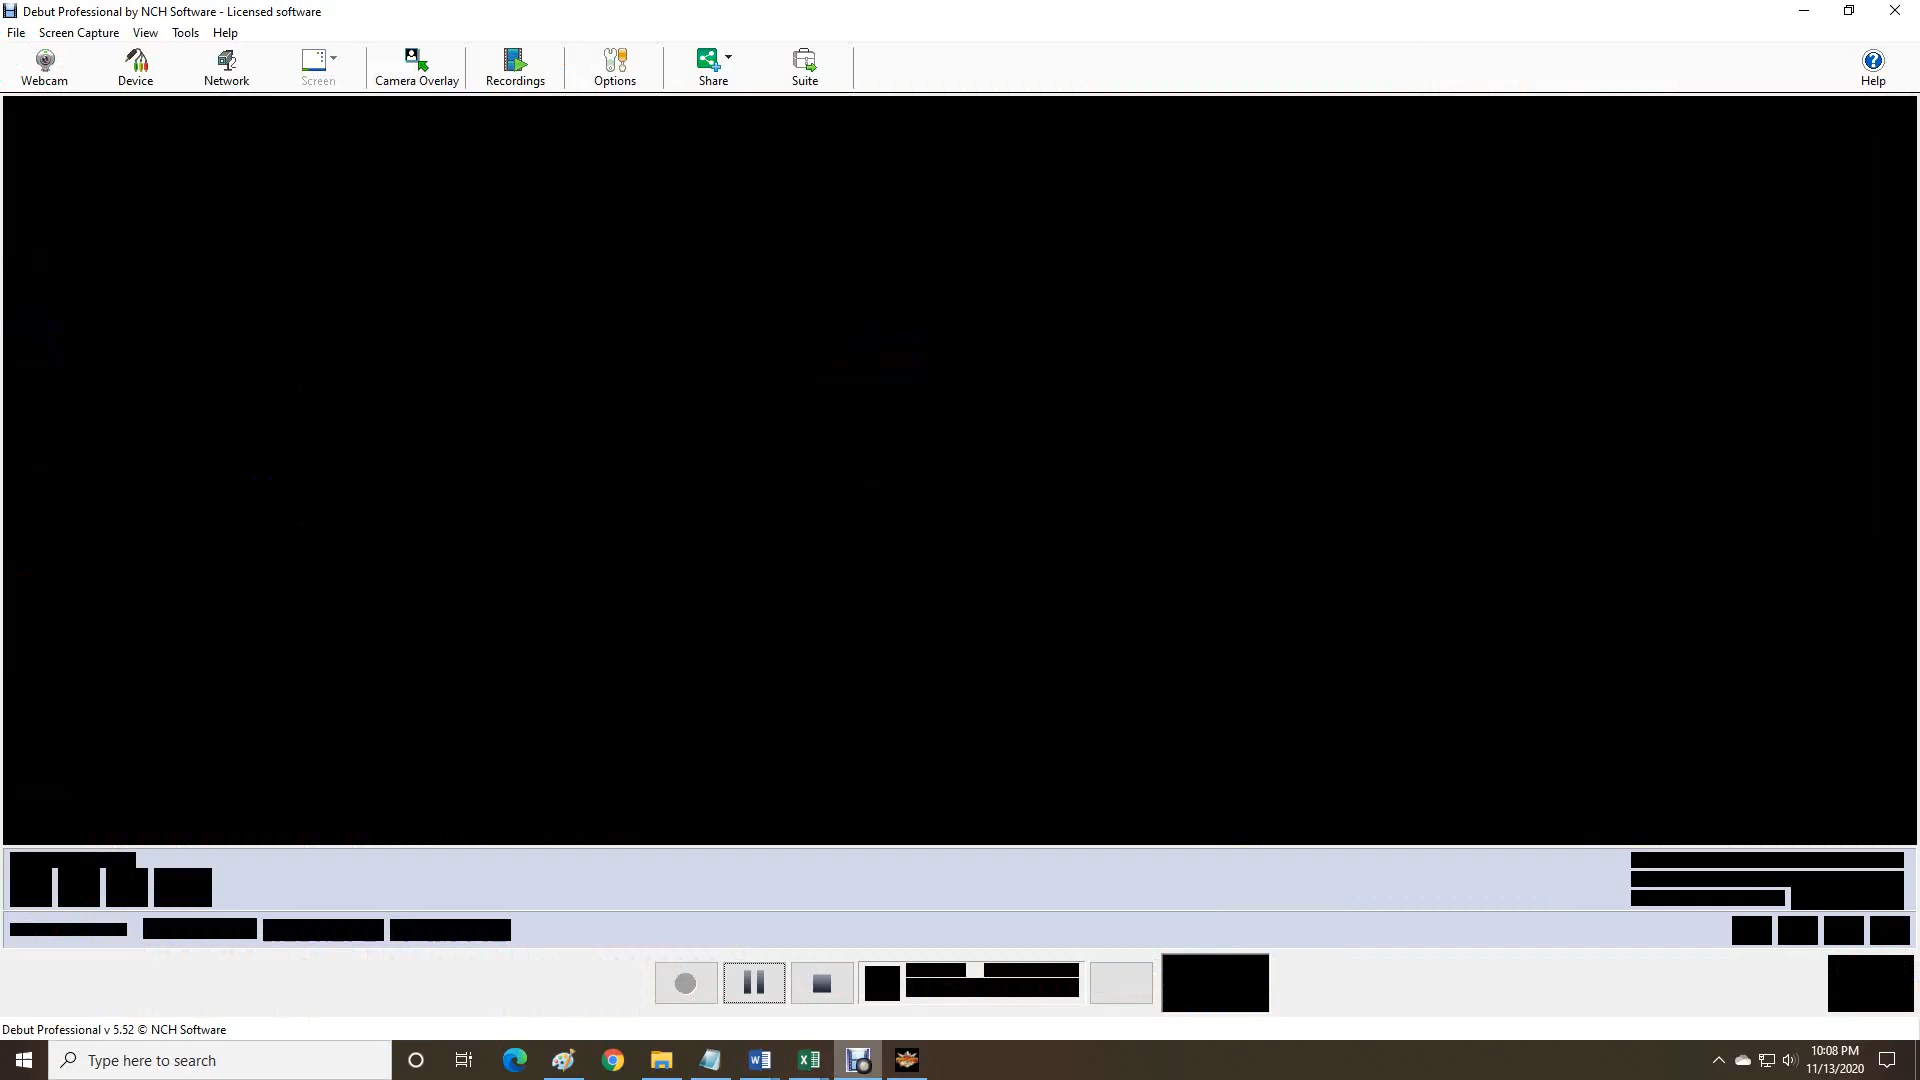 Debut Professional by NCH Software - Licensed software
File Screen Capture View Tools Help
Webcam Device Network Screen Camera Overlay Recordings Options Share Suite Help
Debut Professional v 5.52 © NCH Software
Type here to search
10:08 PM
11/13/2020